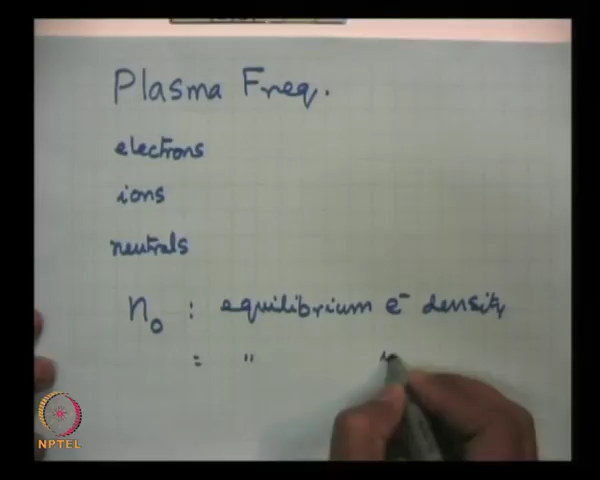 Plasma Freq.
electrons
ions
neutrals
n₀ : equilibrium e⁻ density
= "
NPTEL